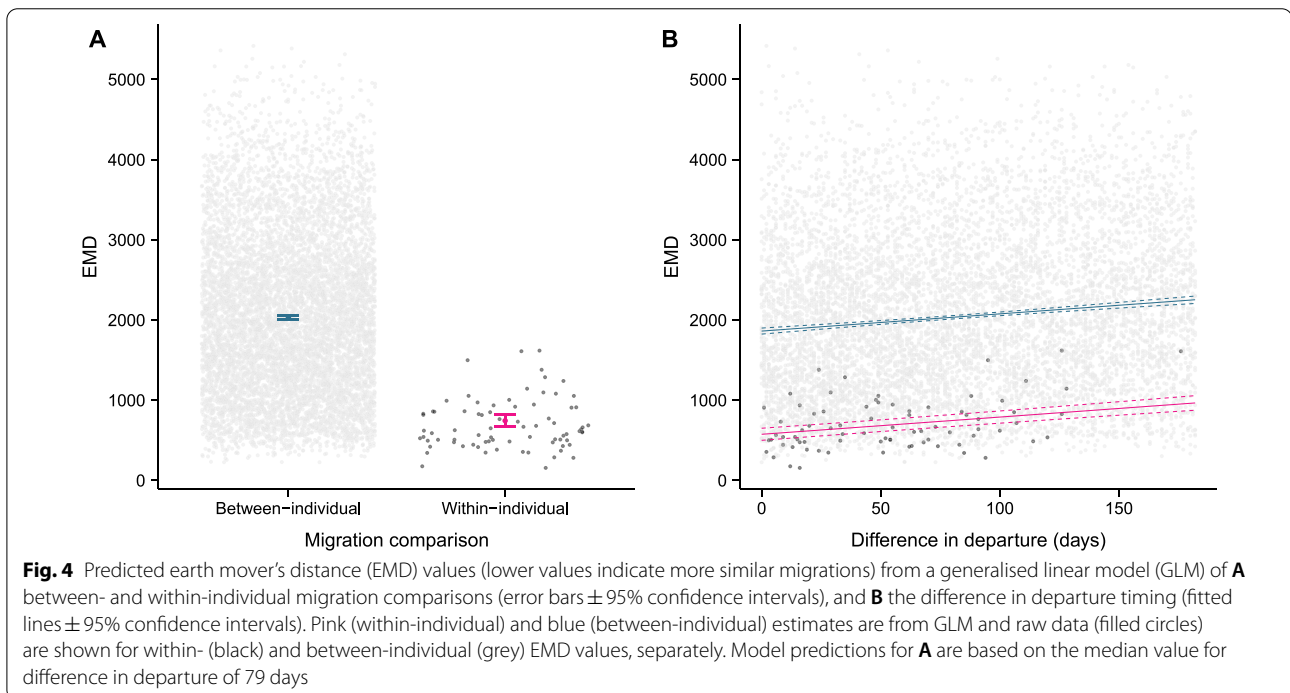 A
B
5000
4000
3000
2000
1000
0
EMD
Between−individual
Within−individual
Migration comparison
5000
4000
3000
2000
1000
0
EMD
0
50
100
150
Difference in departure (days)
Fig. 4 Predicted earth mover's distance (EMD) values (lower values indicate more similar migrations) from a generalised linear model (GLM) of A
between- and within-individual migration comparisons (error bars ± 95% confidence intervals), and B the difference in departure timing (fitted
lines ± 95% confidence intervals). Pink (within-individual) and blue (between-individual) estimates are from GLM and raw data (filled circles)
are shown for within- (black) and between-individual (grey) EMD values, separately. Model predictions for A are based on the median value for
difference in departure of 79 days